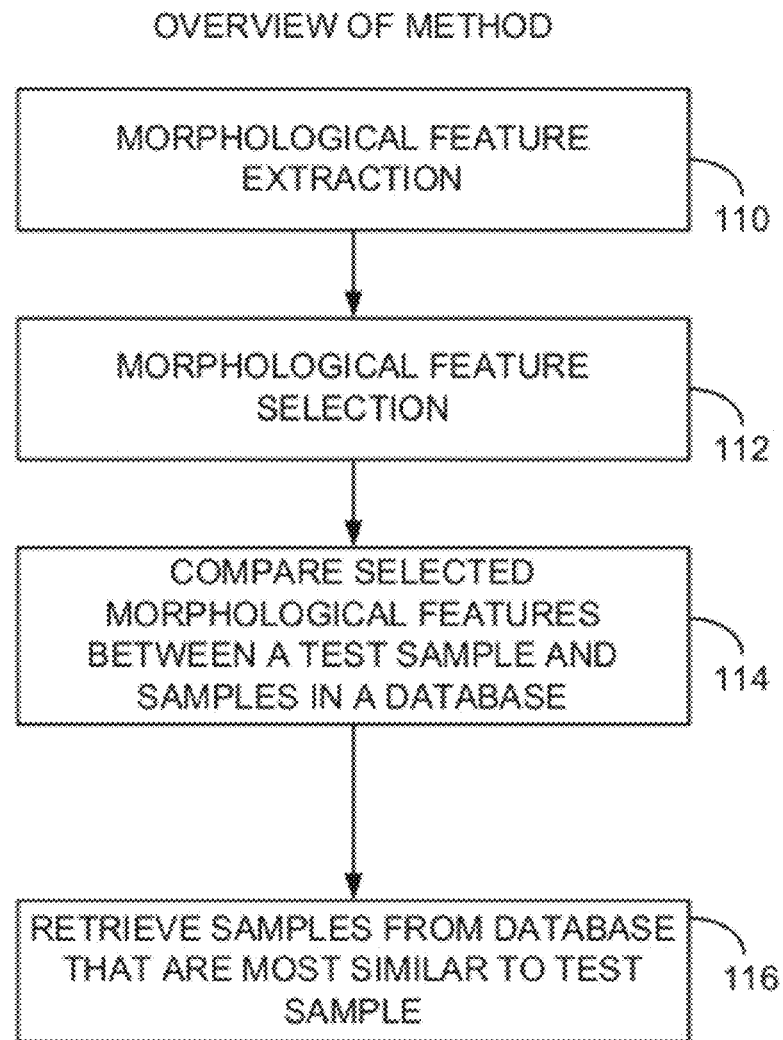 OVERVIEW OF METHOD
MORPHOLOGICAL FEATURE
EXTRACTION
110
MORPHOLOGICAL FEATURE
SELECTION
112
COMPARE SELECTED
MORPHOLOGICAL FEATURES
BETWEEN A TEST SAMPLE AND
SAMPLES IN A DATABASE
114
RETRIEVE SAMPLES FROM DATABASE
THAT ARE MOST SIMILAR TO TEST
SAMPLE
116